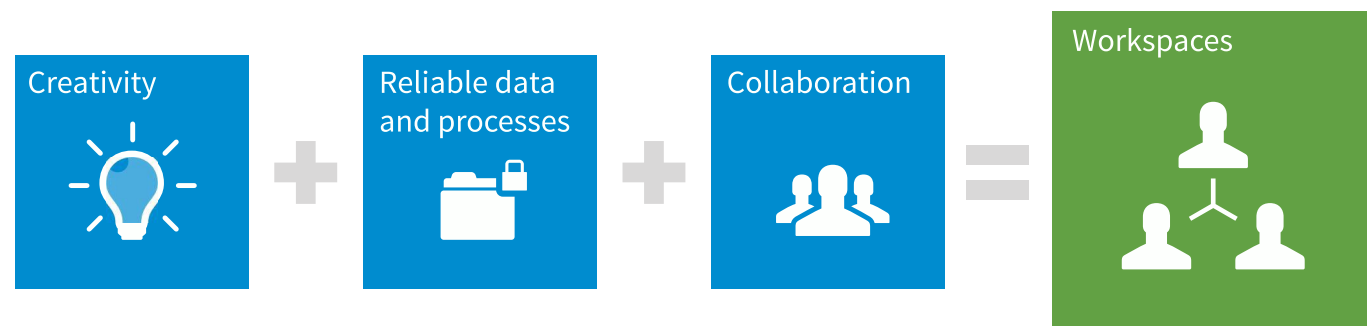 Creativity
Reliable data
and processes
Collaboration
Workspaces